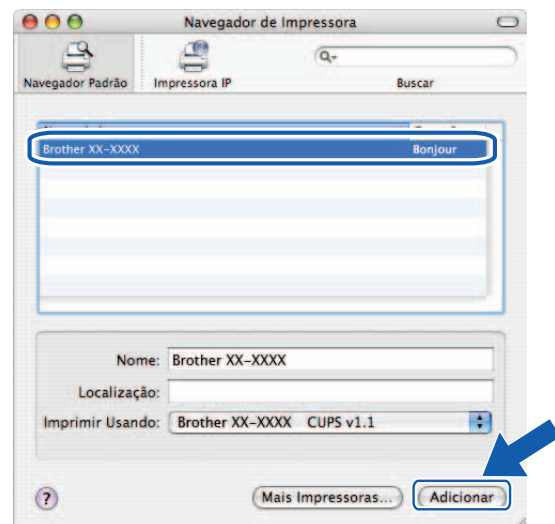 Navegador de Impressora
Navegador Padrão
Impressora IP
Buscar
Brother XX-XXXX Bonjour
Nome: Brother XX-XXXX
Localização:
Imprimir Usando: Brother XX-XXXX CUPS v1.1
? Mais Impressoras... Adicionar